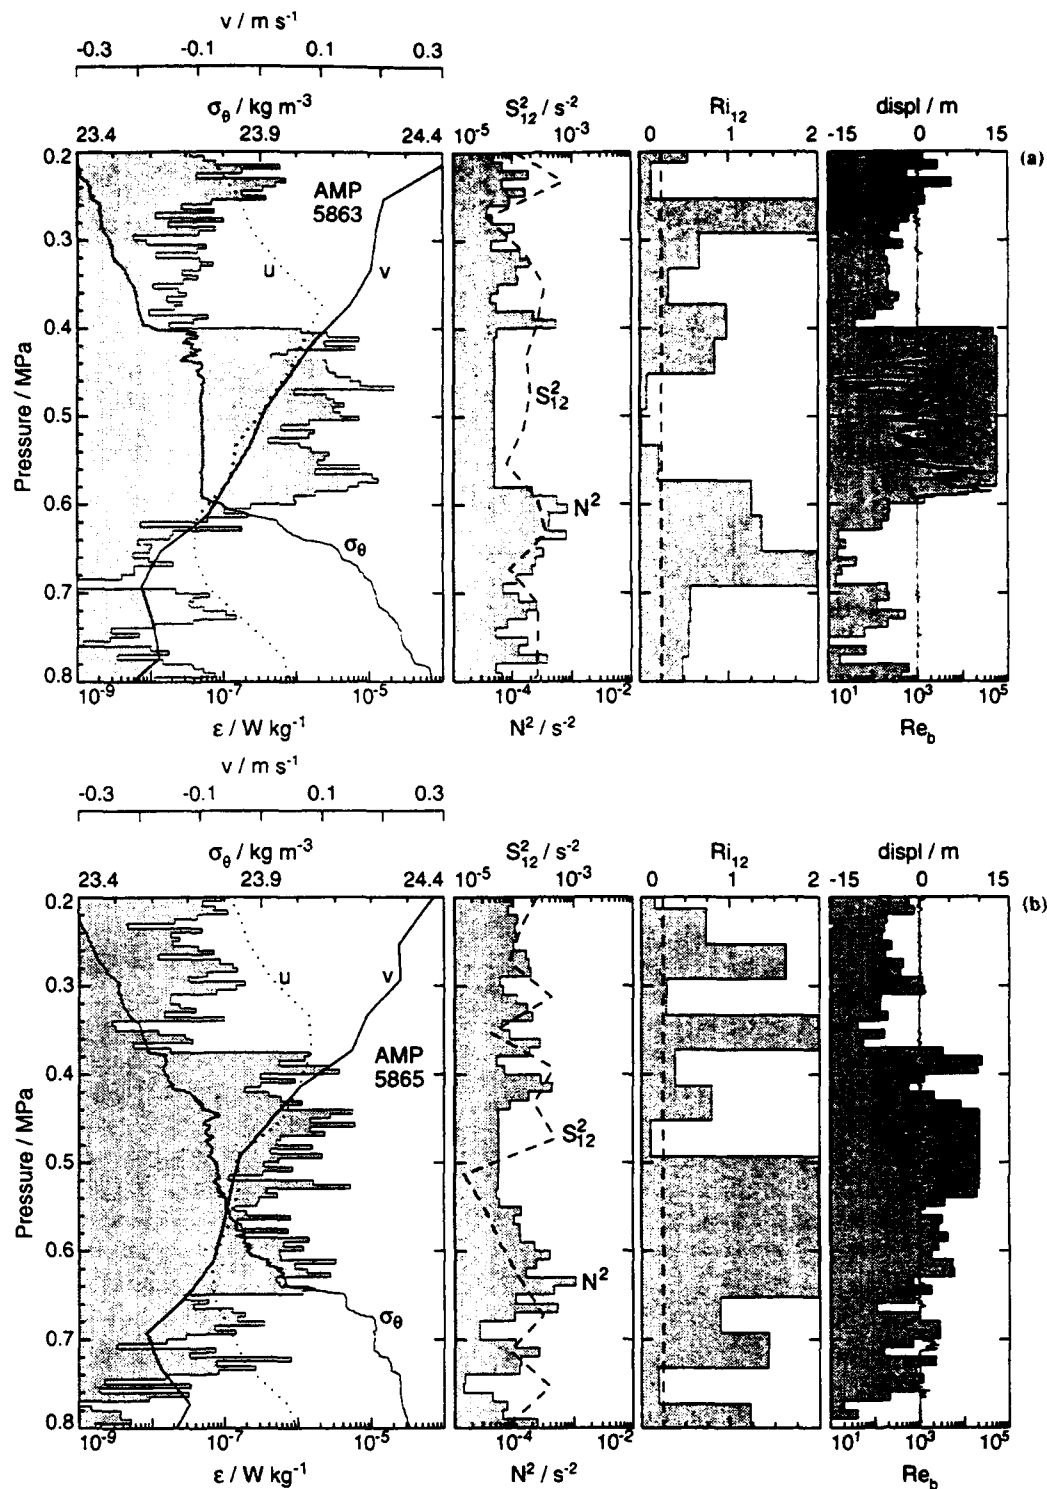 v / m s⁻¹
-0.3 -0.1 0.1 0.3
σ_θ / kg m⁻³ S²₁₂ / s⁻² Ri₁₂ displ / m
23.4 23.9 24.4 10⁻⁵ 10⁻³ 0 1 2 -15 0 15
(a)
0.2
AMP
5863
0.3
u v
0.4
S²₁₂
0.5
0.6
N²
σ_θ
0.7
0.8
Pressure / MPa
10⁻⁹ 10⁻⁷ 10⁻⁵ 10⁻⁴ 10⁻² 10¹ 10³ 10⁵
ε / W kg⁻¹ N² / s⁻² Re_b
v / m s⁻¹
-0.3 -0.1 0.1 0.3
σ_θ / kg m⁻³ S²₁₂ / s⁻² Ri₁₂ displ / m
23.4 23.9 24.4 10⁻⁵ 10⁻³ 0 1 2 -15 0 15
(b)
0.2
u v
0.3
AMP
5865
0.4
S²₁₂
0.5
0.6
N²
σ_θ
0.7
0.8
Pressure / MPa
10⁻⁹ 10⁻⁷ 10⁻⁵ 10⁻⁴ 10⁻² 10¹ 10³ 10⁵
ε / W kg⁻¹ N² / s⁻² Re_b